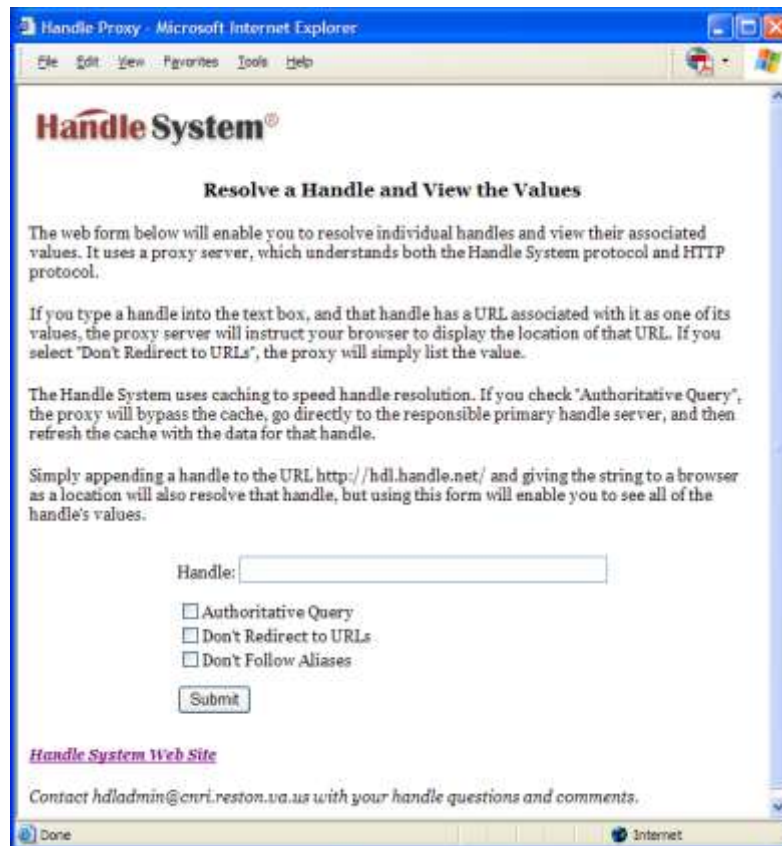 Handle Proxy - Microsoft Internet Explorer
File Edit View Favorites Tools Help
Handle System®
Resolve a Handle and View the Values
The web form below will enable you to resolve individual handles and view their associated
values. It uses a proxy server, which understands both the Handle System protocol and HTTP
protocol.
If you type a handle into the text box, and that handle has a URL associated with it as one of its
values, the proxy server will instruct your browser to display the location of that URL. If you
select "Don't Redirect to URLs", the proxy will simply list the value.
The Handle System uses caching to speed handle resolution. If you check "Authoritative Query",
the proxy will bypass the cache, go directly to the responsible primary handle server, and then
refresh the cache with the data for that handle.
Simply appending a handle to the URL http://hdl.handle.net/ and giving the string to a browser
as a location will also resolve that handle, but using this form will enable you to see all of the
handle's values.
Handle:
Authoritative Query
Don't Redirect to URLs
Don't Follow Aliases
Submit
Handle System Web Site
Contact hdladmin@cnri.reston.va.us with your handle questions and comments.
Done Internet